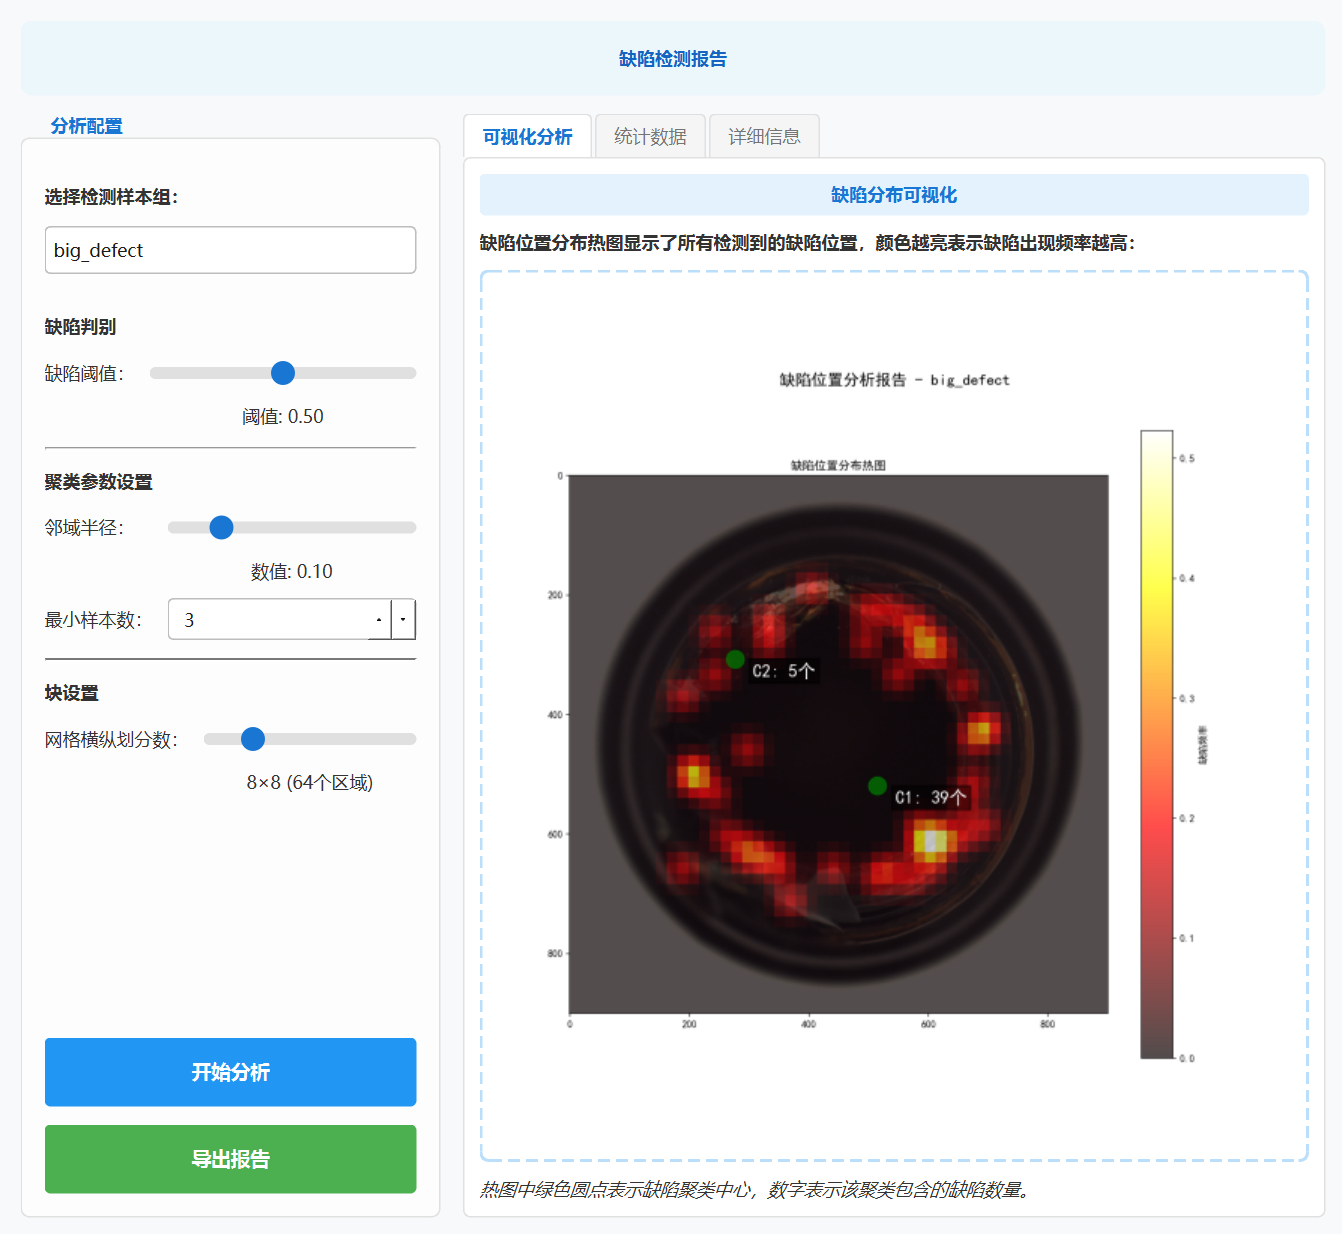 缺陷检测报告
分析配置
选择检测样本组：
big_defect
缺陷判别
缺陷阈值：
阈值: 0.50
聚类参数设置
邻域半径：
数值: 0.10
最小样本数：
3
块设置
网格横纵划分数：
8×8 (64个区域)
开始分析
导出报告
可视化分析
统计数据
详细信息
缺陷分布可视化
缺陷位置分布热图显示了所有检测到的缺陷位置，颜色越亮表示缺陷出现频率越高：
缺陷位置分析报告 - big_defect
缺陷位置分布热图
0
200
400
600
800
0
200
400
600
800
C2: 5个
C1: 39个
0.5
0.4
0.3
0.2
0.1
0.0
缺陷频率
热图中绿色圆点表示缺陷聚类中心，数字表示该聚类包含的缺陷数量。